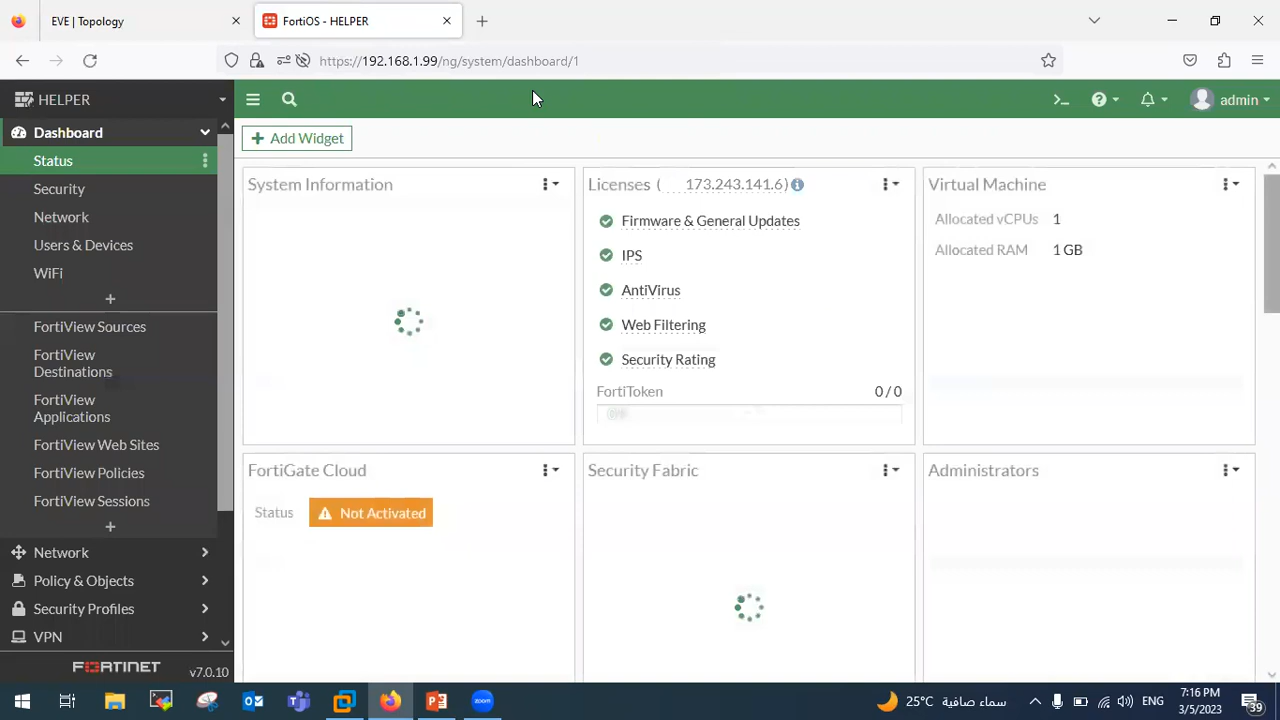 EVE | Topology
FortiOS - HELPER
https://192.168.1.99/ng/system/dashboard/1
HELPER
admin
Dashboard
Status
Security
Network
Users & Devices
WiFi
FortiView Sources
FortiView
Destinations
FortiView
Applications
FortiView Web Sites
FortiView Policies
FortiView Sessions
Network
Policy & Objects
Security Profiles
VPN
FORTINET
v7.0.10
Add Widget
System Information
Licenses ( 173.243.141.6)
Firmware & General Updates
IPS
AntiVirus
Web Filtering
Security Rating
FortiToken 0 / 0
Virtual Machine
Allocated vCPUs 1
Allocated RAM 1 GB
FortiGate Cloud
Status Not Activated
Security Fabric
Administrators
25°C سماء صافية
ENG
7:16 PM
3/5/2023
39